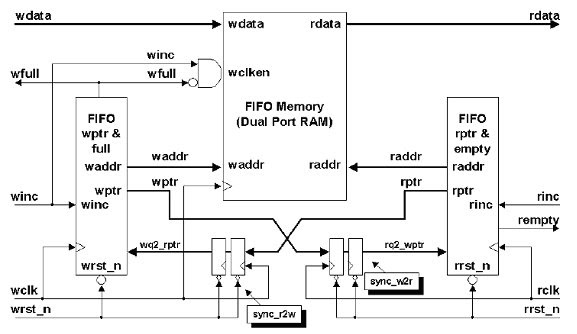 wdata
wdata
rdata
rdata
winc
wfull
wfull
wclken
FIFO
wptr &
full
FIFO Memory
(Dual Port RAM)
FIFO
rptr &
empty
waddr
waddr
waddr
raddr
raddr
raddr
wptr
wptr
rptr
rptr
winc
winc
rinc
rinc
rempty
wq2_rptr
rq2_wptr
wrst_n
rrst_n
sync_w2r
wclk
rclk
wrst_n
sync_r2w
rrst_n